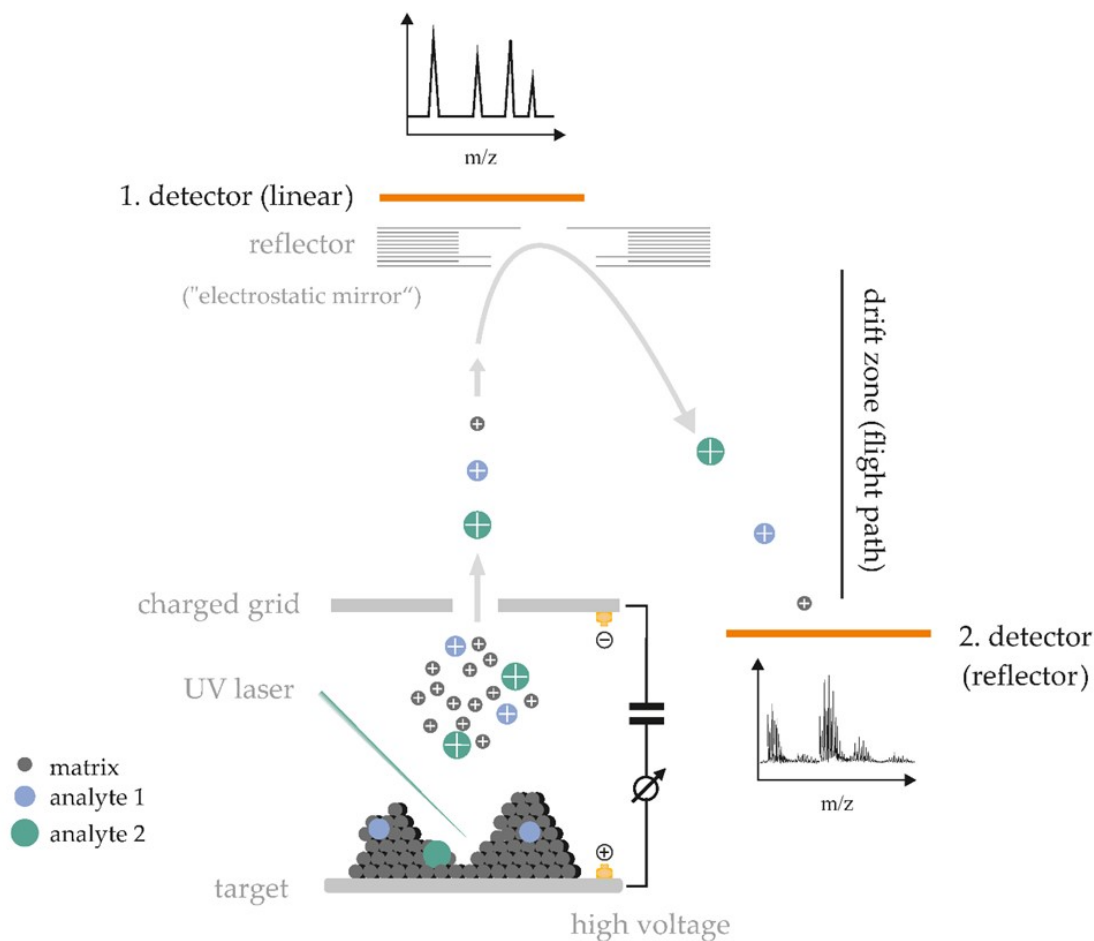 m/z
1. detector (linear)
reflector
("electrostatic mirror“)
drift zone (flight path)
charged grid
−
2. detector
(reflector)
UV laser
matrix
analyte 1
analyte 2
m/z
+
target
high voltage